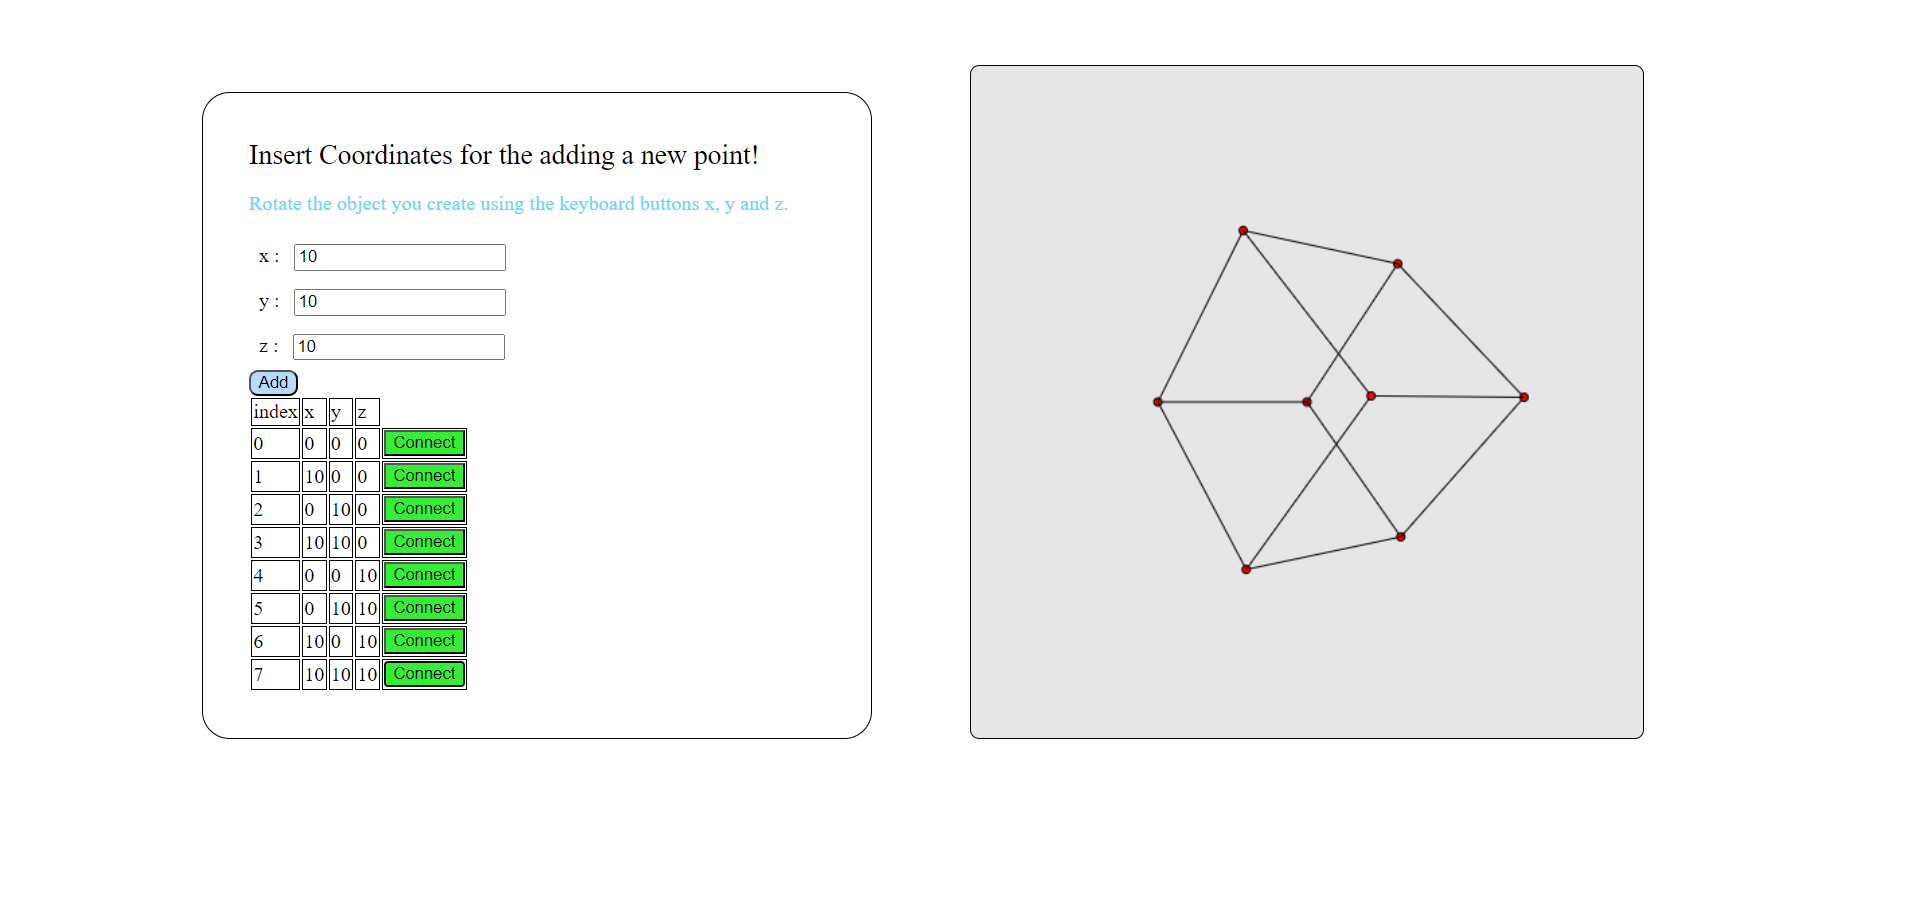 Insert Coordinates for the adding a new point!
Rotate the object you create using the keyboard buttons x, y and z.
x : 10
y : 10
z : 10
Add
index x y z
0 0 0 0 Connect
1 10 0 0 Connect
2 0 10 0 Connect
3 10 10 0 Connect
4 0 0 10 Connect
5 0 10 10 Connect
6 10 0 10 Connect
7 10 10 10 Connect